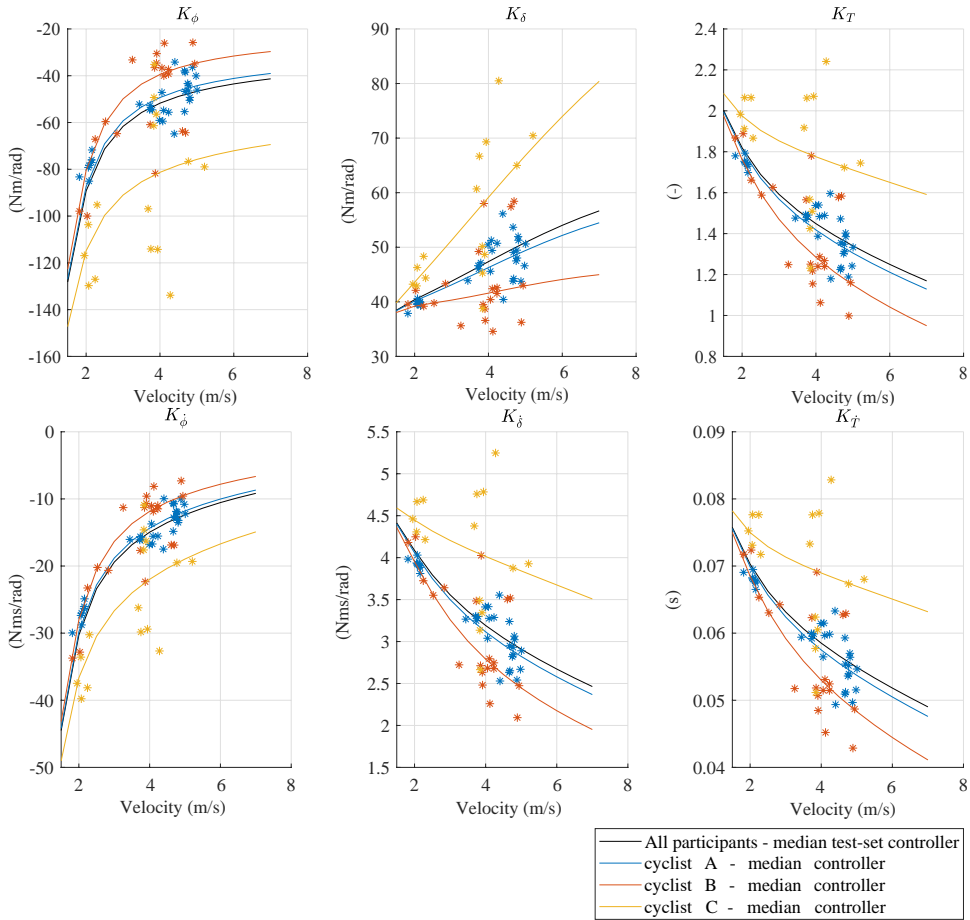 K_ϕ
-20
-40
-60
-80
-100
-120
-140
-160
(Nm/rad)
2 4 6 8
Velocity (m/s)
K_δ
90
80
70
60
50
40
30
(Nm/rad)
2 4 6 8
Velocity (m/s)
K_T
2.2
2
1.8
1.6
1.4
1.2
1
0.8
(-)
2 4 6 8
Velocity (m/s)
K_ϕ̇
0
-10
-20
-30
-40
-50
(Nms/rad)
2 4 6 8
Velocity (m/s)
K_δ̇
5.5
5
4.5
4
3.5
3
2.5
2
1.5
(Nms/rad)
2 4 6 8
Velocity (m/s)
K_Ṫ
0.09
0.08
0.07
0.06
0.05
0.04
(s)
2 4 6 8
Velocity (m/s)
All participants - median test-set controller
cyclist A - median controller
cyclist B - median controller
cyclist C - median controller